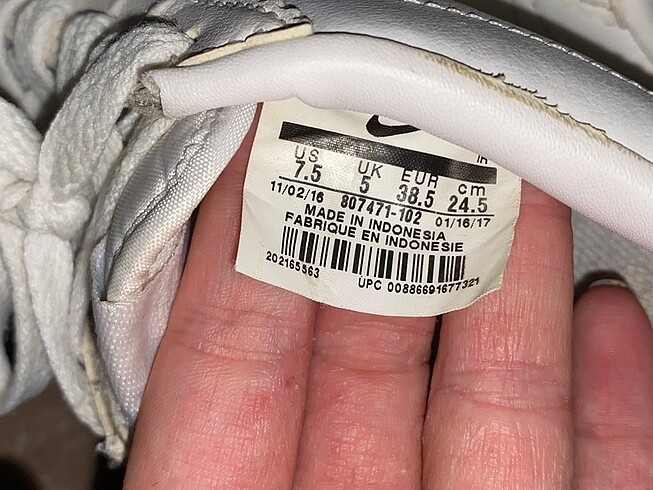 US UK EUR cm
7.5 5 38.5 24.5
11/02/16 807471-102 01/16/17
MADE IN INDONESIA
FABRIQUE EN INDONESIE
202165563
UPC 00886691677321